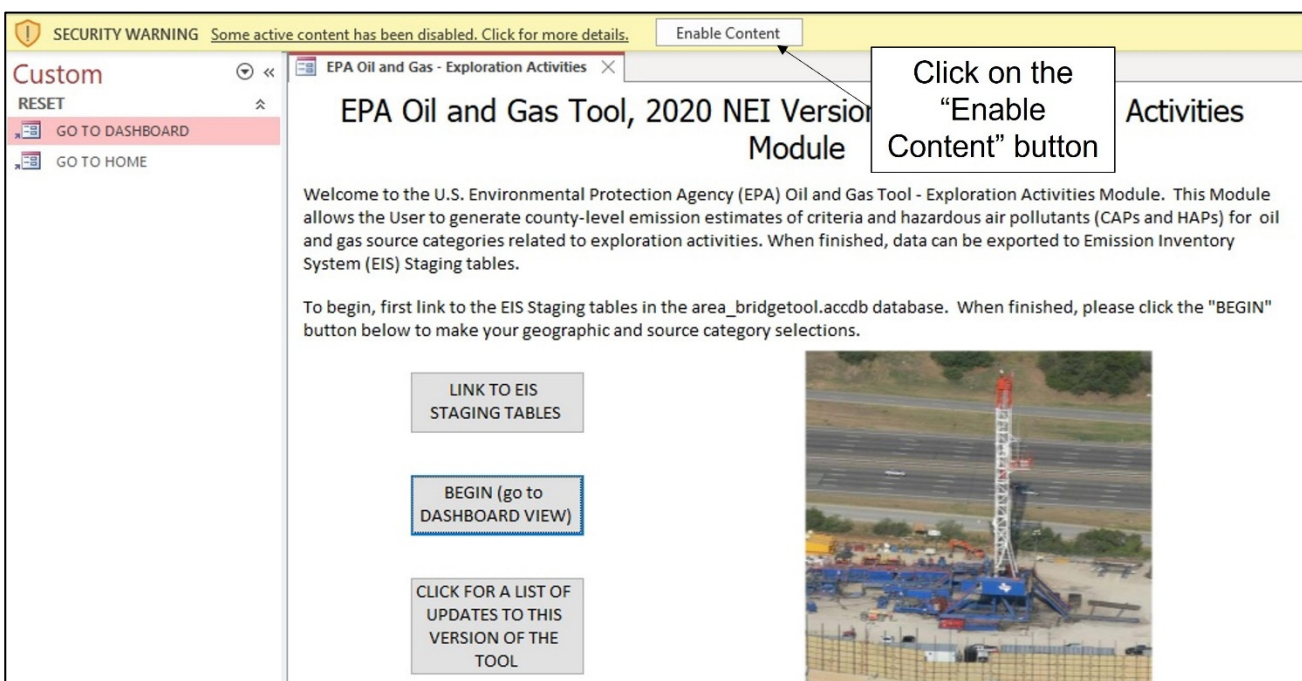 SECURITY WARNING Some active content has been disabled. Click for more details. Enable Content
Custom
RESET
GO TO DASHBOARD
GO TO HOME
EPA Oil and Gas - Exploration Activities
EPA Oil and Gas Tool, 2020 NEI Version Activities
Module
Click on the
“Enable
Content” button
Welcome to the U.S. Environmental Protection Agency (EPA) Oil and Gas Tool - Exploration Activities Module. This Module
allows the User to generate county-level emission estimates of criteria and hazardous air pollutants (CAPs and HAPs) for oil
and gas source categories related to exploration activities. When finished, data can be exported to Emission Inventory
System (EIS) Staging tables.
To begin, first link to the EIS Staging tables in the area_bridgetool.accdb database. When finished, please click the "BEGIN"
button below to make your geographic and source category selections.
LINK TO EIS
STAGING TABLES
BEGIN (go to
DASHBOARD VIEW)
CLICK FOR A LIST OF
UPDATES TO THIS
VERSION OF THE
TOOL